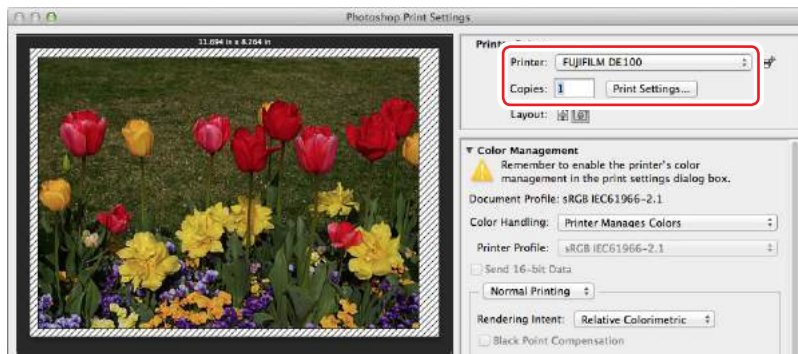 Photoshop Print Settings
11.694 in x 8.264 in
Printer: FUJIFILM DE100
Copies: 1 Print Settings...
Layout:
Color Management
Remember to enable the printer's color
management in the print settings dialog box.
Document Profile: sRGB IEC61966-2.1
Color Handling: Printer Manages Colors
Printer Profile: sRGB IEC61966-2.1
Send 16-bit Data
Normal Printing
Rendering Intent: Relative Colorimetric
Black Point Compensation